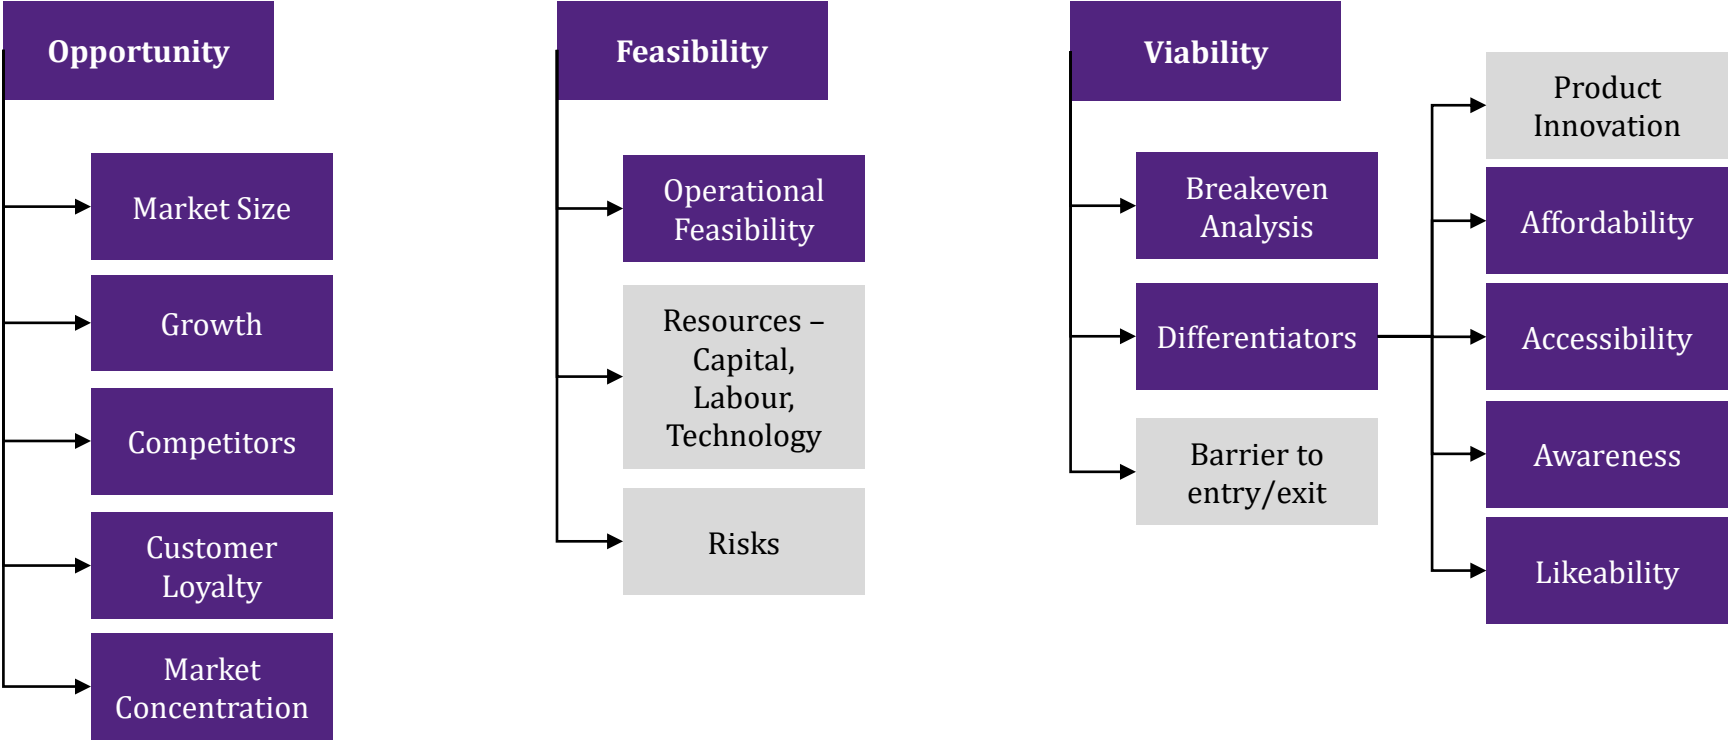 Opportunity
Market Size
Growth
Competitors
Customer
Loyalty
Market
Concentration
Feasibility
Operational
Feasibility
Resources –
Capital,
Labour,
Technology
Risks
Viability
Breakeven
Analysis
Differentiators
Barrier to
entry/exit
Product
Innovation
Affordability
Accessibility
Awareness
Likeability